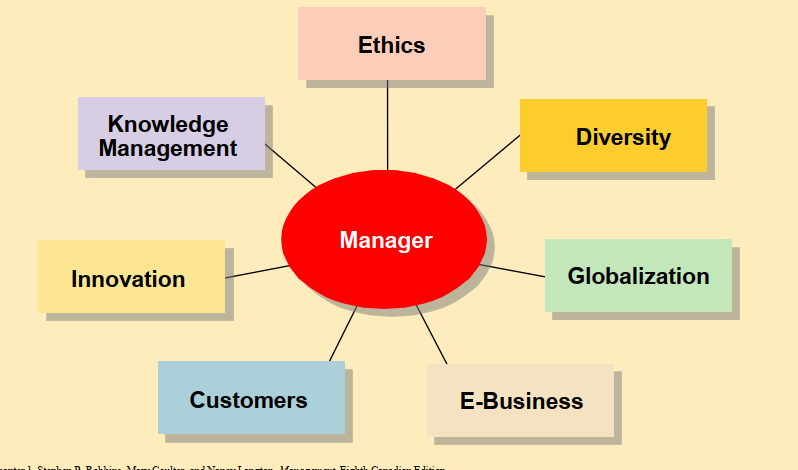 Ethics
Knowledge
Management
Diversity
Manager
Innovation
Globalization
Customers
E-Business
1, Stephen P. Robbins, Mary Coulter, and Nancy Langton, Management, Eighth Canadian Edition